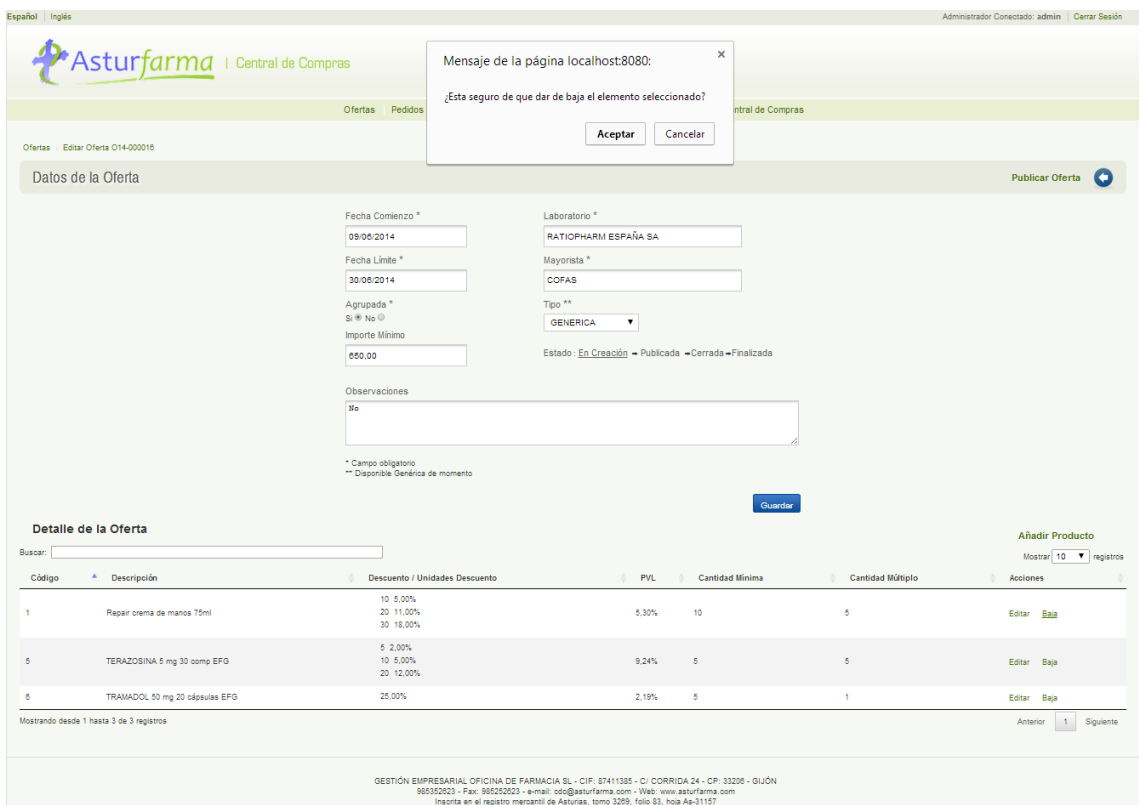 Español | Inglés
Administrador Conectado: admin | Cerrar Sesión
Asturfarma | Central de Compras
Mensaje de la página localhost:8080:
×
¿Esta seguro de que dar de baja el elemento seleccionado?
Aceptar
Cancelar
Ofertas | Pedidos
ntral de Compras
Ofertas Editar Oferta O14-000016
Datos de la Oferta
Publicar Oferta
Fecha Comienzo *
Laboratorio *
09/06/2014
RATIOPHARM ESPAÑA SA
Fecha Límite *
Mayorista *
30/06/2014
COFAS
Agrupada *
Tipo **
Si No
GENERICA
Importe Mínimo
650,00
Estado : En Creación ➡ Publicada ➡Cerrada➡Finalizada
Observaciones
No
* Campo obligatorio
** Disponible Genérica de momento
Guardar
Detalle de la Oferta
Añadir Producto
Buscar:
Mostrar 10 registros
Código Descripción Descuento / Unidades Descuento PVL Cantidad Mínima Cantidad Múltiplo Acciones
10 5,00%
1 Repair crema de manos 75ml 20 11,00% 5,30% 10 5 Editar Baja
30 18,00%
5 2,00%
5 TERAZOSINA 5 mg 30 comp EFG 10 5,00% 9,24% 5 5 Editar Baja
20 12,00%
6 TRAMADOL 50 mg 20 cápsulas EFG 25,00% 2,19% 5 1 Editar Baja
Mostrando desde 1 hasta 3 de 3 registros
Anterior 1 Siguiente
GESTIÓN EMPRESARIAL OFICINA DE FARMACIA SL - CIF: 87411385 - C/ CORRIDA 24 - CP: 33206 - GIJÓN
985352623 - Fax: 985252623 - e-mail: cdo@asturfarma.com - Web: www.asturfarma.com
Inscrita en el registro mercantil de Asturias, tomo 3269, folio 83, hoja As-31157